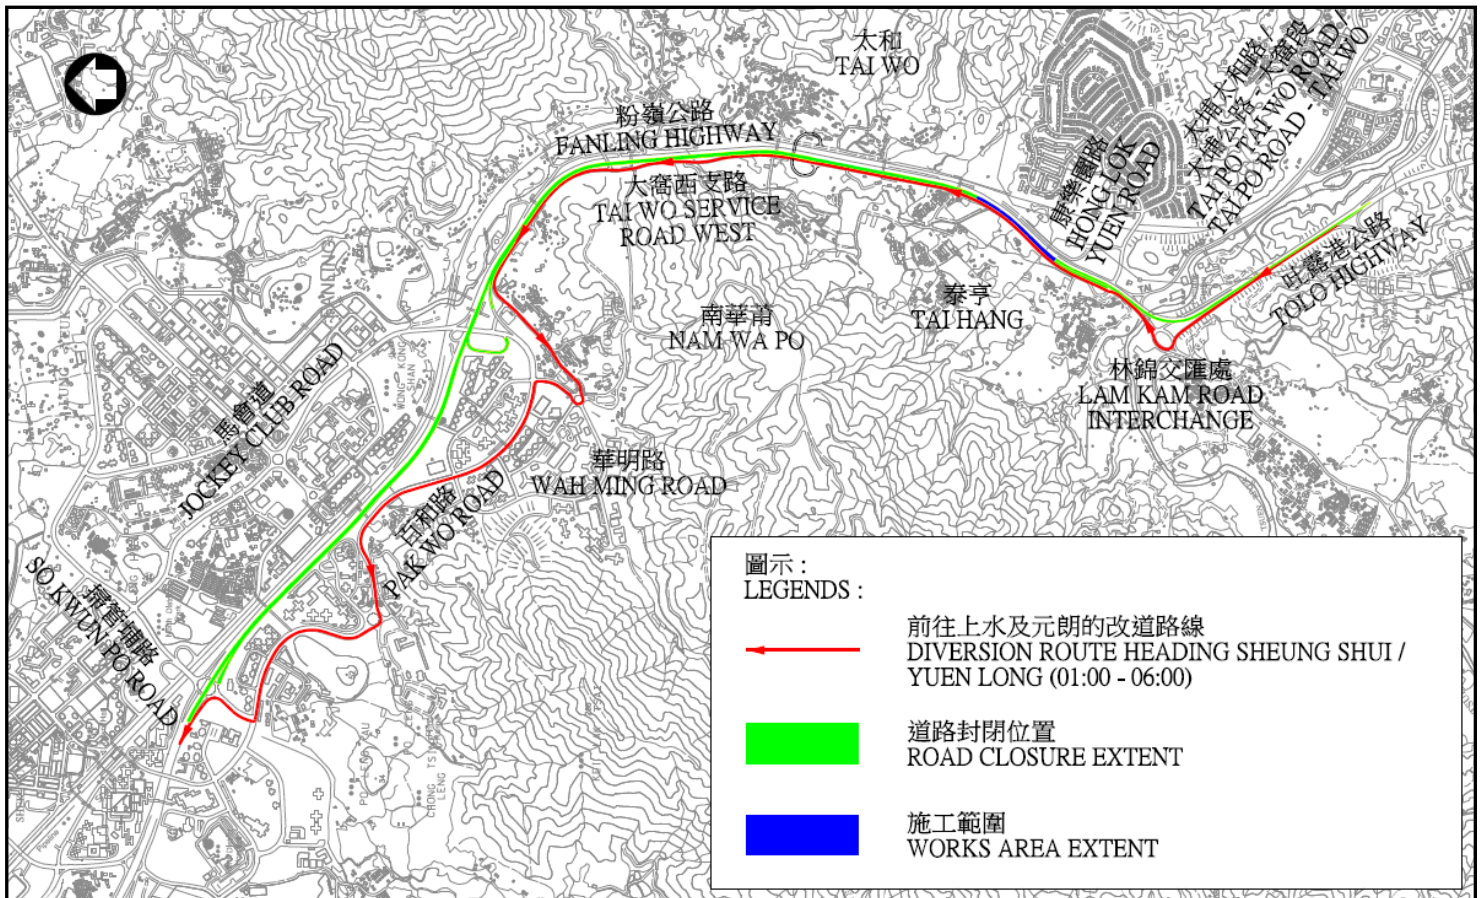 太和
TAI WO
粉嶺公路
FANLING HIGHWAY
大窩西支路
TAI WO SERVICE
ROAD WEST
康樂園路
HONG LOK
YUEN ROAD
大埔太和路 /
大埔公路 - 大窩段
TAI PO TAI WO ROAD /
TAI PO ROAD - TAI WO
吐露港公路
TOLO HIGHWAY
南華莆
NAM WA PO
泰亨
TAI HANG
林錦交匯處
LAM KAM ROAD
INTERCHANGE
馬會道
JOCKEY CLUB ROAD
華明路
WAH MING ROAD
百和路
PAK WO ROAD
掃管埔路
SO KWUN PO ROAD
WONG KONG
SHAN
CHONG
LENG
圖示 :
LEGENDS :
前往上水及元朗的改道路線
DIVERSION ROUTE HEADING SHEUNG SHUI /
YUEN LONG (01:00 - 06:00)
道路封閉位置
ROAD CLOSURE EXTENT
施工範圍
WORKS AREA EXTENT